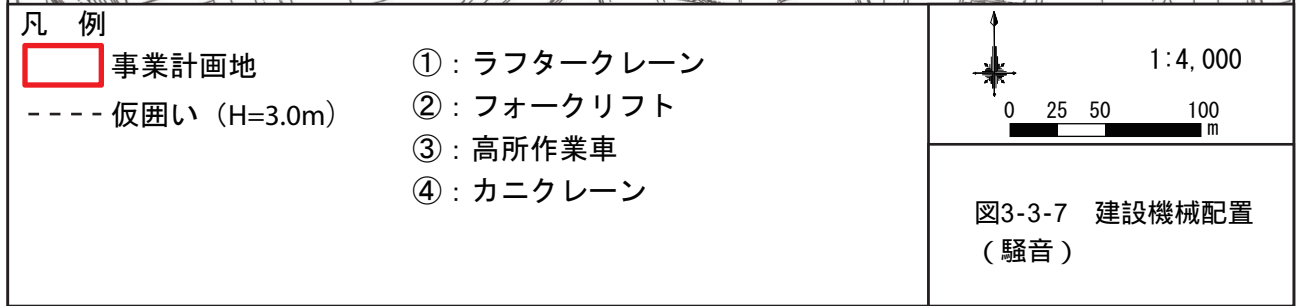 凡 例
事業計画地
仮囲い（H=3.0m）
①：ラフタークレーン
②：フォークリフト
③：高所作業車
④：カニクレーン
1:4,000
0 25 50 100
m
図3-3-7 建設機械配置
（騒音）